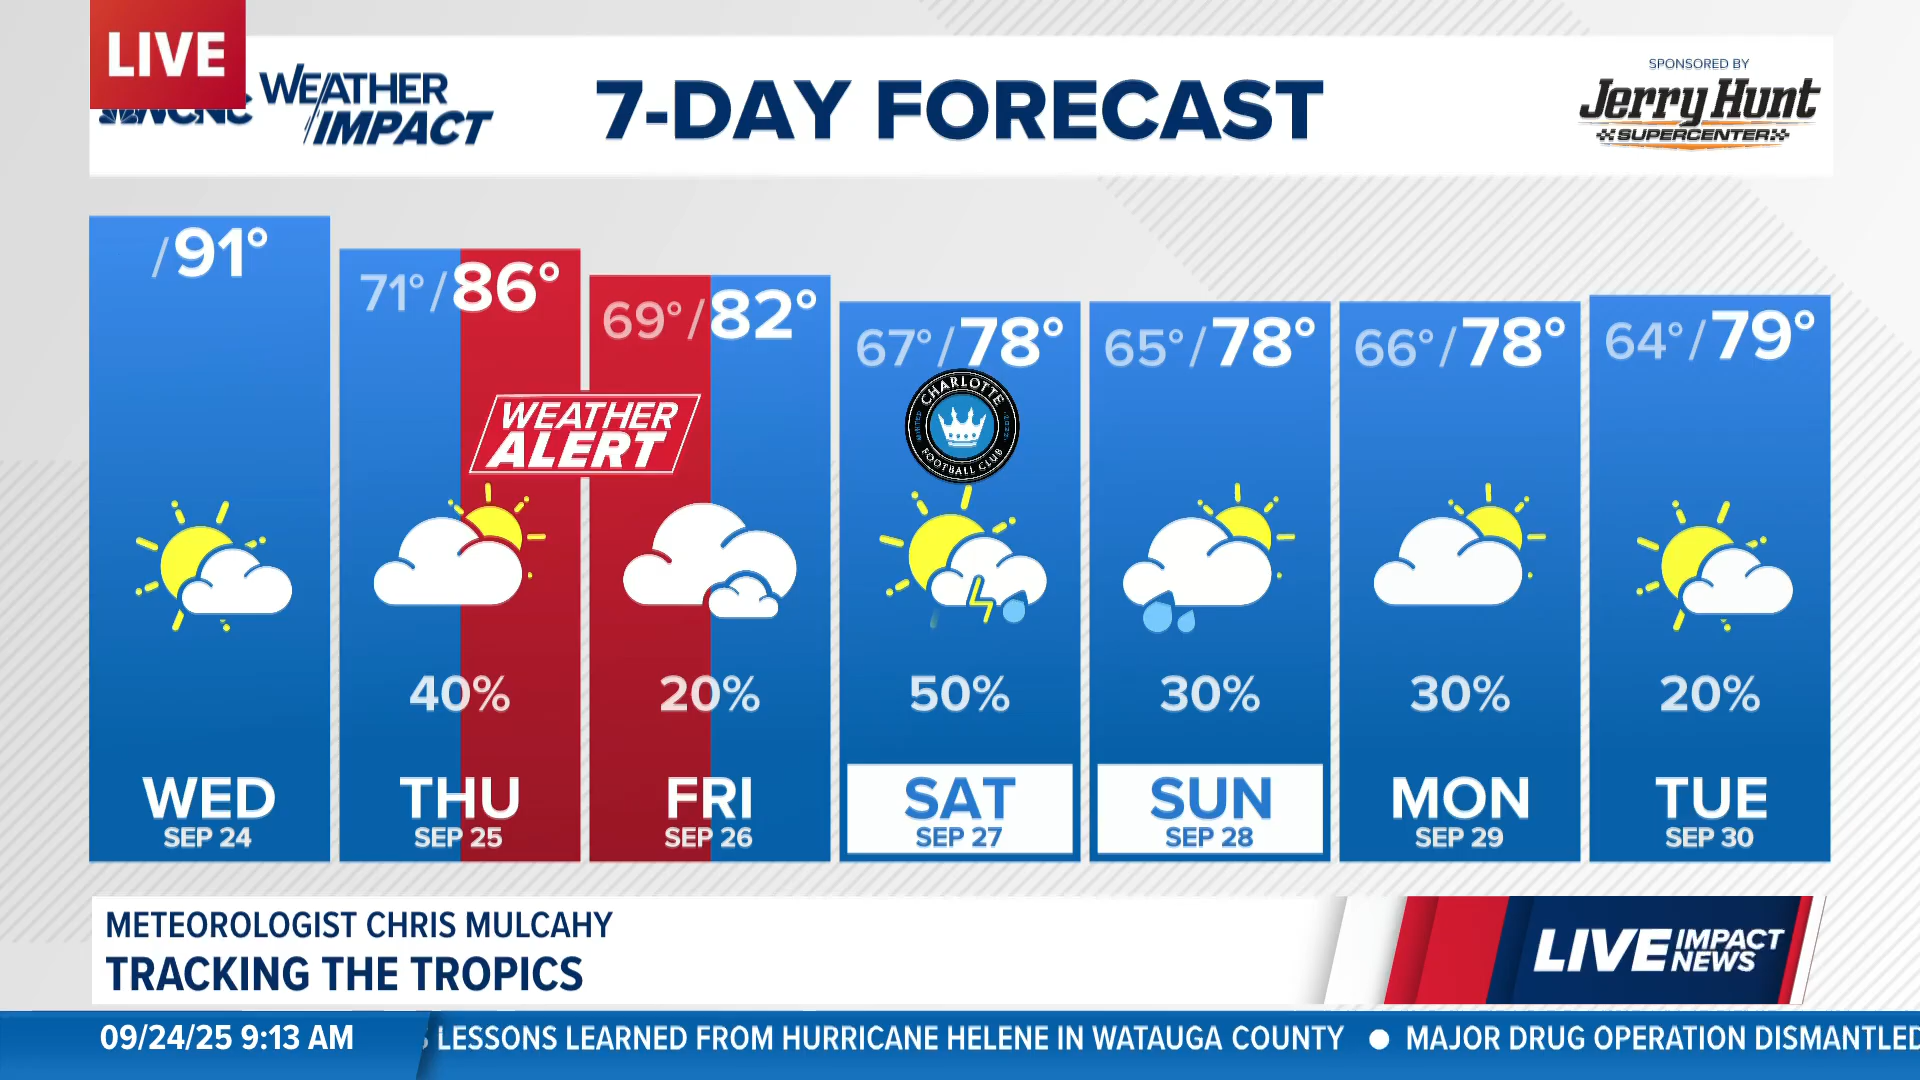 LIVE
WCNC
WEATHER
IMPACT
7-DAY FORECAST
SPONSORED BY
Jerry Hunt
SUPERCENTER
/91°
71°/86°
69°/82°
67°/78°
65°/78°
66°/78°
64°/79°
WEATHER
ALERT
CHARLOTTE
MINTED
FOOTBALL CLUB
40%
20%
50%
30%
30%
20%
WED
SEP 24
THU
SEP 25
FRI
SEP 26
SAT
SEP 27
SUN
SEP 28
MON
SEP 29
TUE
SEP 30
METEOROLOGIST CHRIS MULCAHY
TRACKING THE TROPICS
LIVE IMPACT
NEWS
09/24/25 9:13 AM
LESSONS LEARNED FROM HURRICANE HELENE IN WATAUGA COUNTY ● MAJOR DRUG OPERATION DISMANTLED